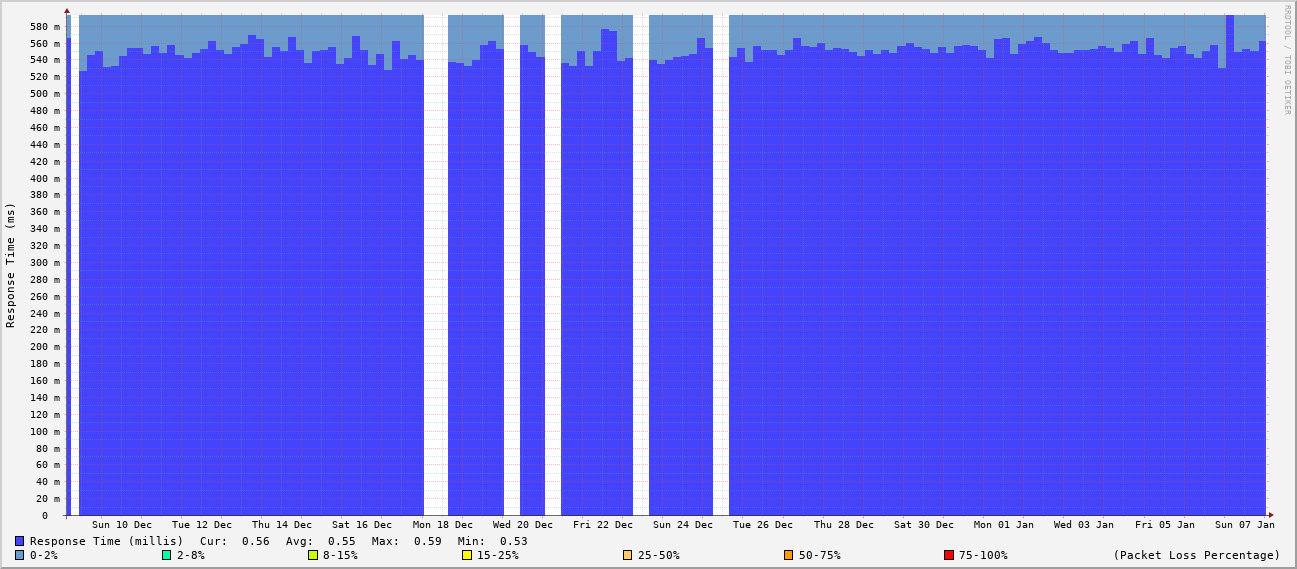 RRDTOOL / TOBI OETIKER
Response Time (ms)
580 m
560 m
540 m
520 m
500 m
480 m
460 m
440 m
420 m
400 m
380 m
360 m
340 m
320 m
300 m
280 m
260 m
240 m
220 m
200 m
180 m
160 m
140 m
120 m
100 m
80 m
60 m
40 m
20 m
0
Sun 10 Dec Tue 12 Dec Thu 14 Dec Sat 16 Dec Mon 18 Dec Wed 20 Dec Fri 22 Dec Sun 24 Dec Tue 26 Dec Thu 28 Dec Sat 30 Dec Mon 01 Jan Wed 03 Jan Fri 05 Jan Sun 07 Jan
Response Time (millis) Cur: 0.56 Avg: 0.55 Max: 0.59 Min: 0.53
0-2% 2-8% 8-15% 15-25% 25-50% 50-75% 75-100% (Packet Loss Percentage)